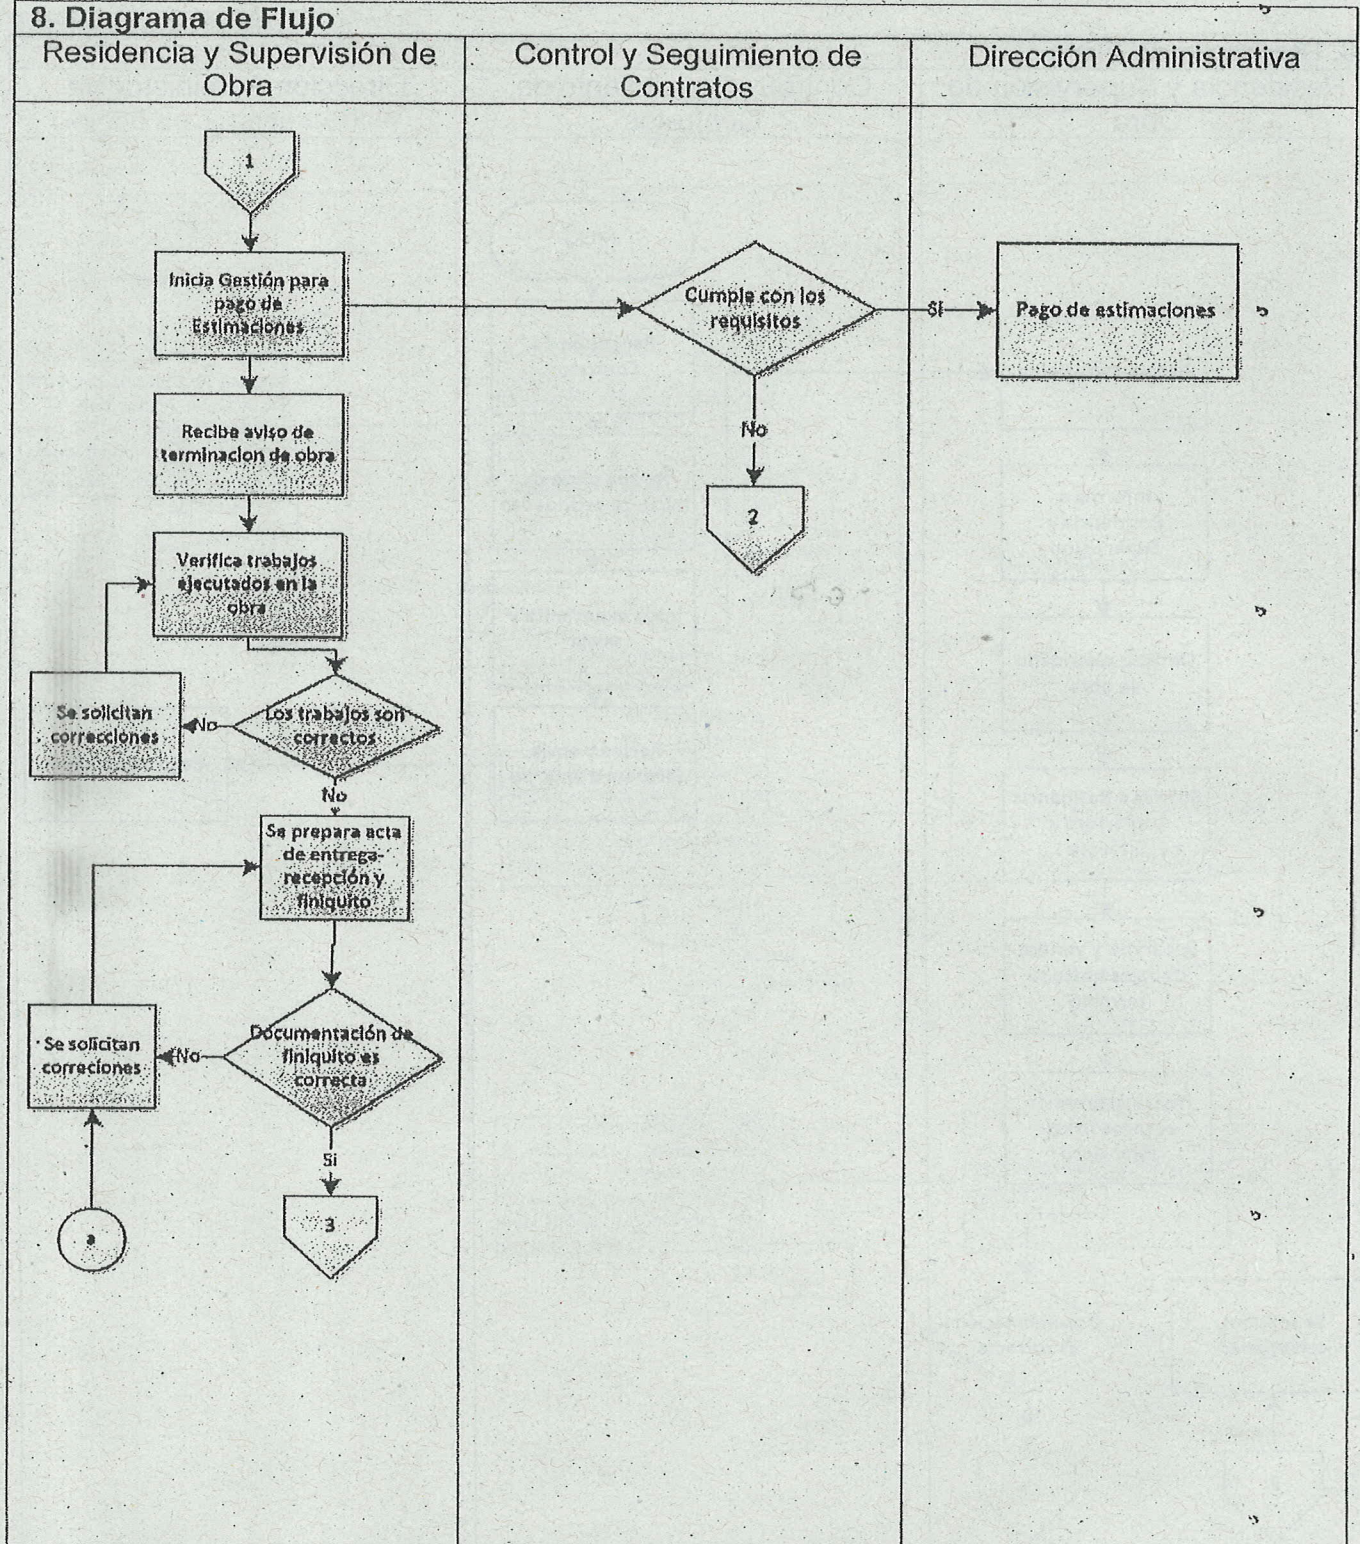 8. Diagrama de Flujo
Residencia y Supervisión de
Obra
Control y Seguimiento de
Contratos
Dirección Administrativa
1
Inicia Gestión para
pago de
Estimaciones
Cumple con los
requisitos
Si
Pago de estimaciones
No
2
Recibe aviso de
terminacion de obra
Verifica trabajos
ejecutados en la
obra
Los trabajos son
correctos
No
Se solicitan
correcciones
No
Se prepara acta
de entrega-
recepción y
finiquito
Documentación de
finiquito es
correcta
No
Se solicitan
correciones
Si
3
a